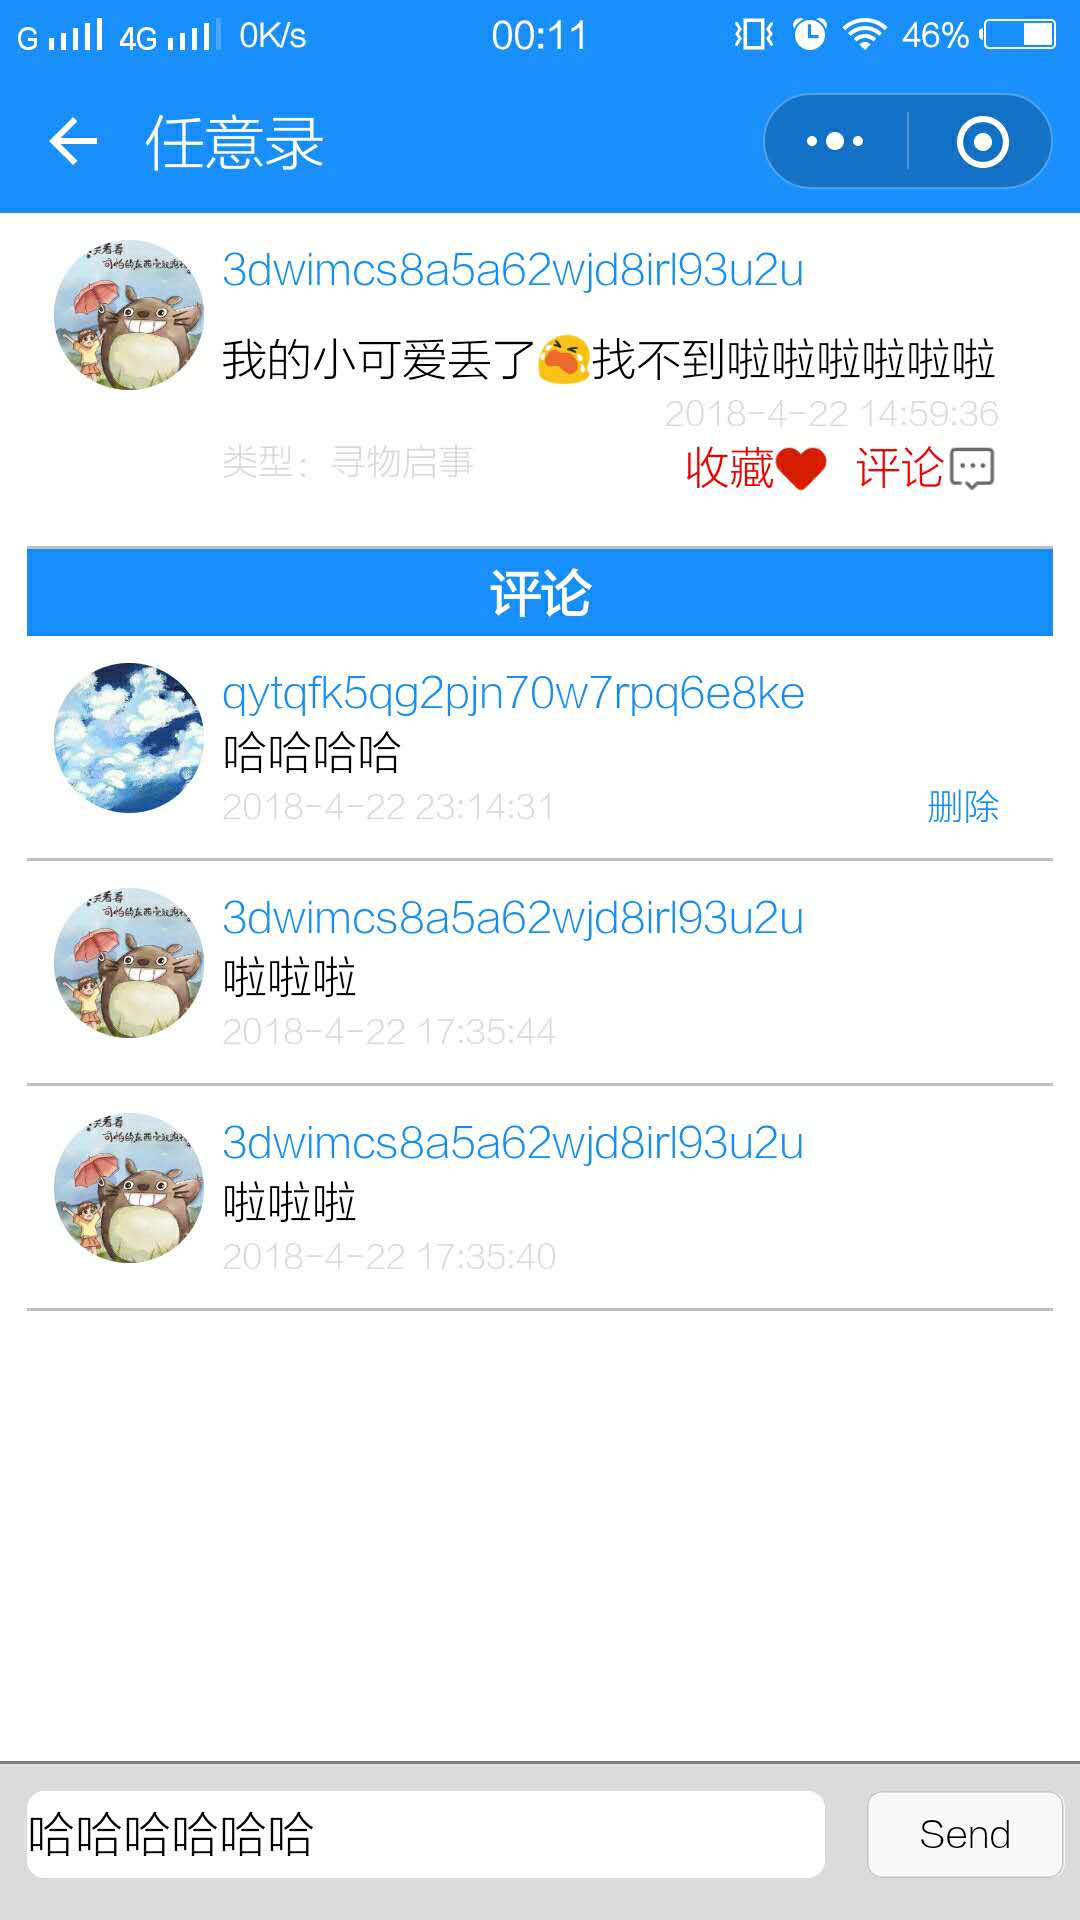 G 4G 0K/s 00:11 46%
任意录
3dwimcs8a5a62wjd8irl93u2u
我的小可爱丢了😭找不到啦啦啦啦啦啦
2018-4-22 14:59:36
类型：寻物启事 收藏 评论
评论
qytqfk5qg2pjn70w7rpq6e8ke
哈哈哈哈
2018-4-22 23:14:31 删除
3dwimcs8a5a62wjd8irl93u2u
啦啦啦
2018-4-22 17:35:44
3dwimcs8a5a62wjd8irl93u2u
啦啦啦
2018-4-22 17:35:40
哈哈哈哈哈哈 Send